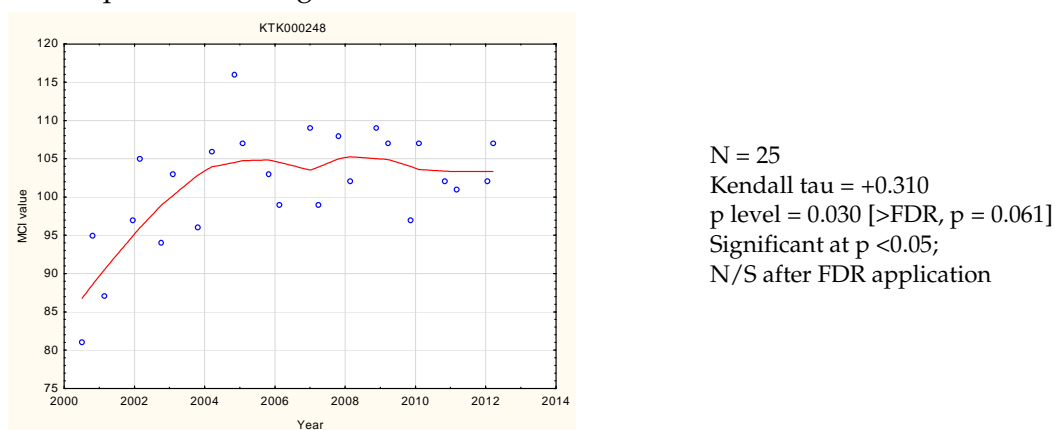 KTK000248
120
115
110
105
100
95
90
85
80
75
MCI value
2000 2002 2004 2006 2008 2010 2012 2014
Year
N = 25
Kendall tau = +0.310
p level = 0.030 [>FDR, p = 0.061]
Significant at p <0.05;
N/S after FDR application